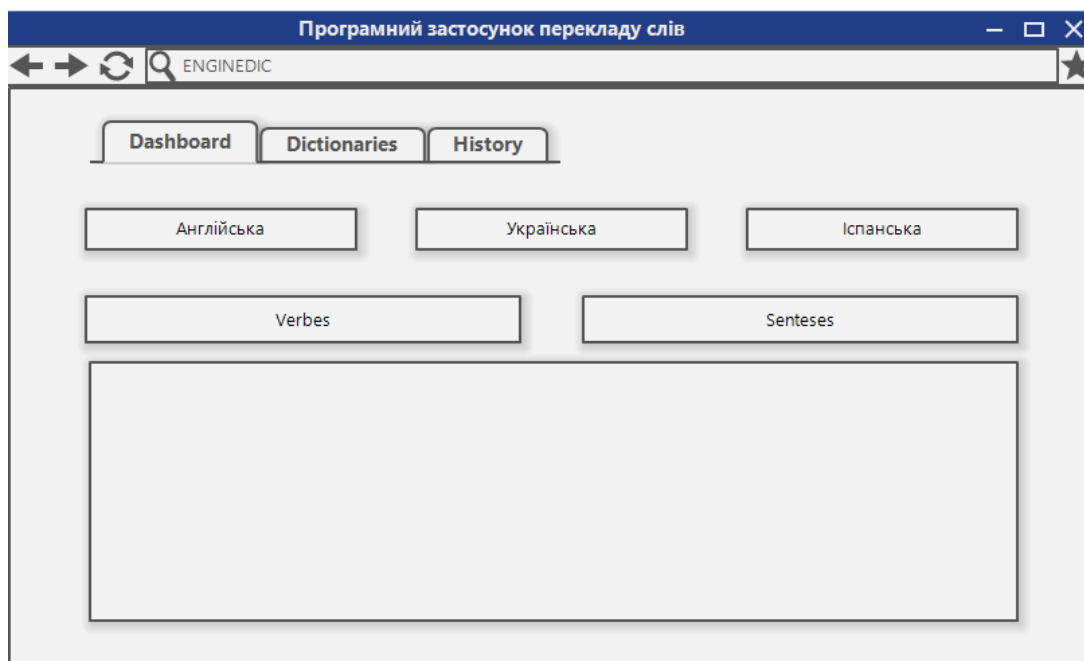 Програмний застосунок перекладу слів
ENGINEDIC
Dashboard Dictionaries History
Англійська Українська Іспанська
Verbes Senteses